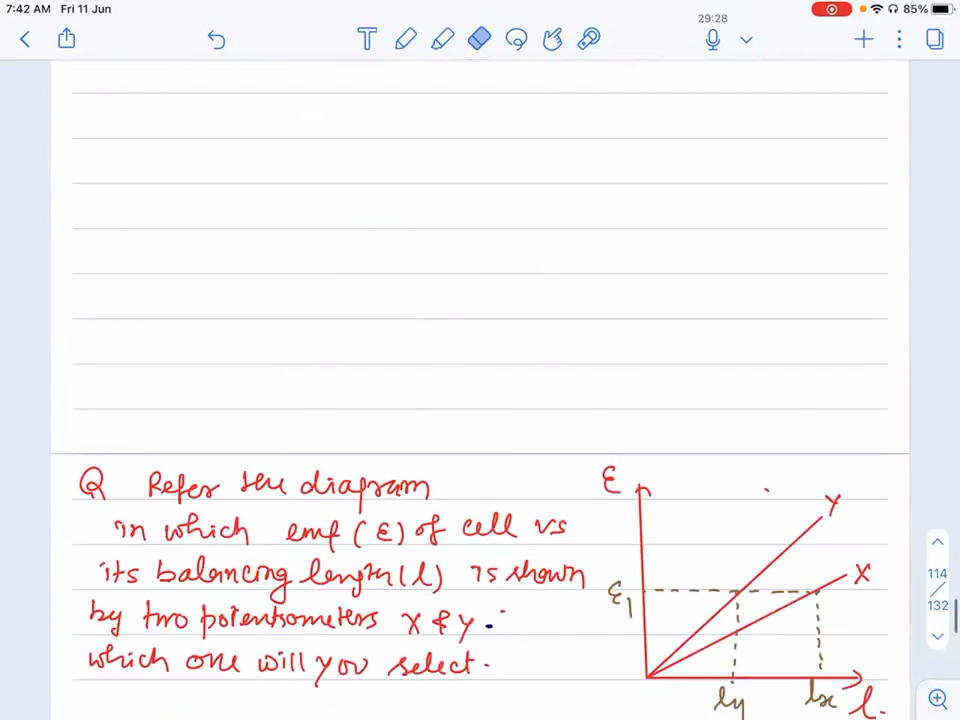 7:42 AM Fri 11 Jun
85%
29:28
T
114
/
132
Q Refer the diagram
in which emf (ε) of cell vs
its balancing length (l) is shown
by two potentiometers X & Y.
which one will you select.
ε
Y
X
ε1
ly
lx
l.